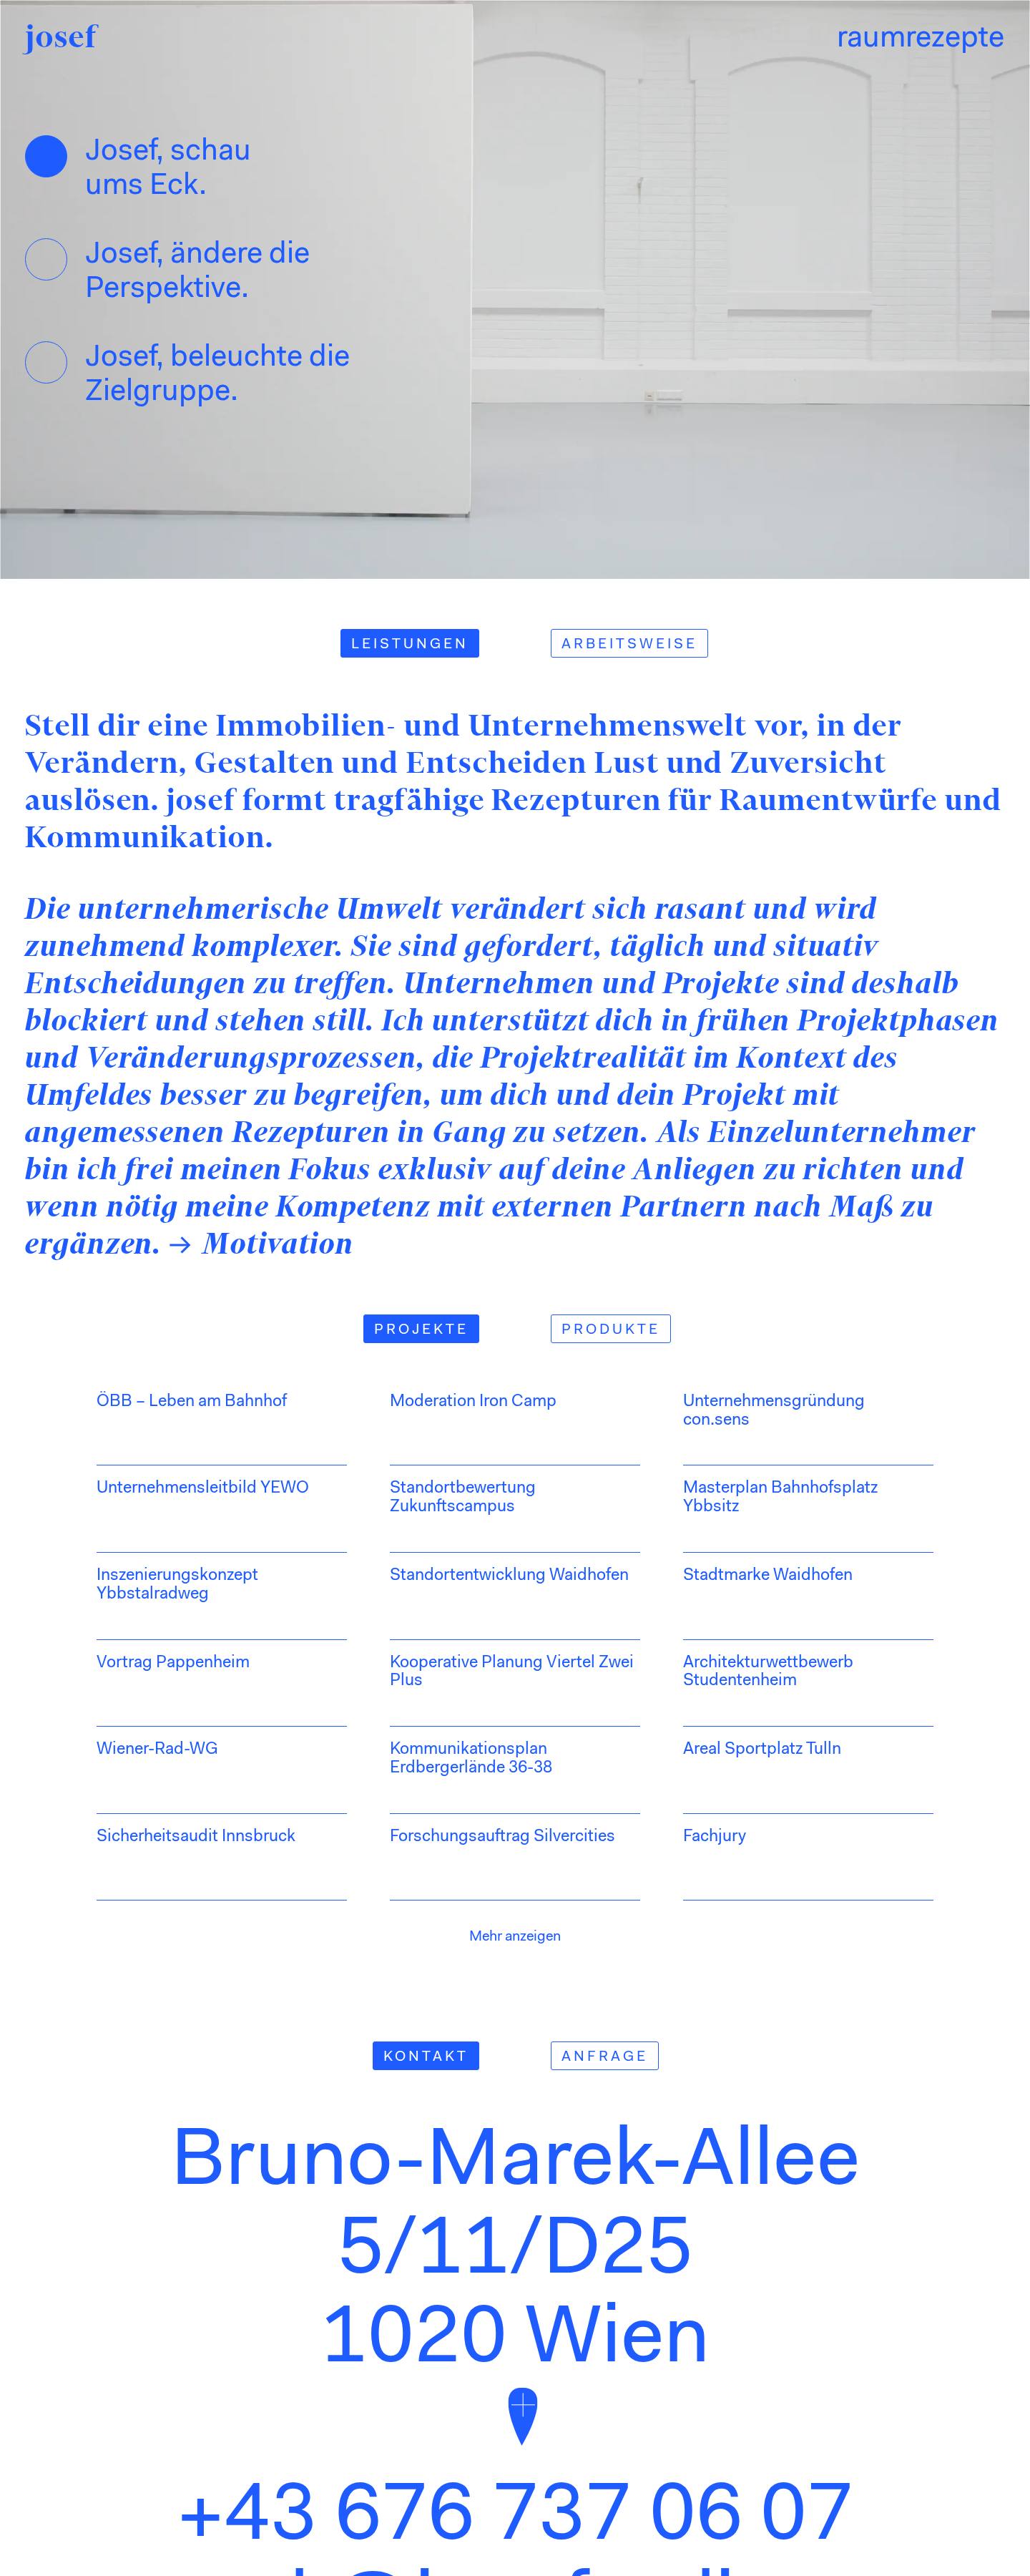 josef
raumrezepte
Josef, schau
ums Eck.
Josef, ändere die
Perspektive.
Josef, beleuchte die
Zielgruppe.
LEISTUNGEN
ARBEITSWEISE
Stell dir eine Immobilien- und Unternehmenswelt vor, in der
Verändern, Gestalten und Entscheiden Lust und Zuversicht
auslösen. josef formt tragfähige Rezepturen für Raumentwürfe und
Kommunikation.
Die unternehmerische Umwelt verändert sich rasant und wird
zunehmend komplexer. Sie sind gefordert, täglich und situativ
Entscheidungen zu treffen. Unternehmen und Projekte sind deshalb
blockiert und stehen still. Ich unterstützt dich in frühen Projektphasen
und Veränderungsprozessen, die Projektrealität im Kontext des
Umfeldes besser zu begreifen, um dich und dein Projekt mit
angemessenen Rezepturen in Gang zu setzen. Als Einzelunternehmer
bin ich frei meinen Fokus exklusiv auf deine Anliegen zu richten und
wenn nötig meine Kompetenz mit externen Partnern nach Maß zu
ergänzen. → Motivation
PROJEKTE
PRODUKTE
ÖBB – Leben am Bahnhof
Moderation Iron Camp
Unternehmensgründung
con.sens
Unternehmensleitbild YEWO
Standortbewertung
Zukunftscampus
Masterplan Bahnhofsplatz
Ybbsitz
Inszenierungskonzept
Ybbstalradweg
Standortentwicklung Waidhofen
Stadtmarke Waidhofen
Vortrag Pappenheim
Kooperative Planung Viertel Zwei
Plus
Architekturwettbewerb
Studentenheim
Wiener-Rad-WG
Kommunikationsplan
Erdbergerlände 36-38
Areal Sportplatz Tulln
Sicherheitsaudit Innsbruck
Forschungsauftrag Silvercities
Fachjury
Mehr anzeigen
KONTAKT
ANFRAGE
Bruno-Marek-Allee
5/11/D25
1020 Wien
+43 676 737 06 07